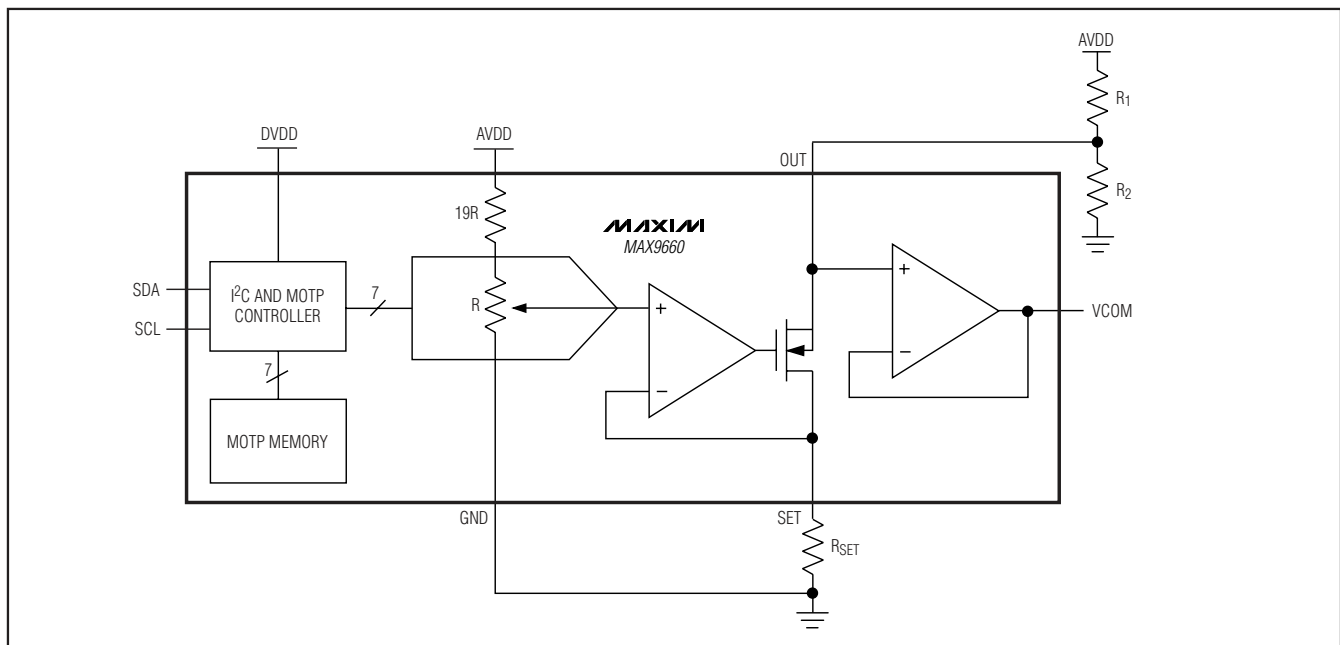 AVDD
R1
DVDD
AVDD
OUT
R2
19R
MAXIM
MAX9660
SDA
SCL
I2C AND MOTP
CONTROLLER
7
R
+
−
+
−
VCOM
7
MOTP MEMORY
GND
SET
RSET